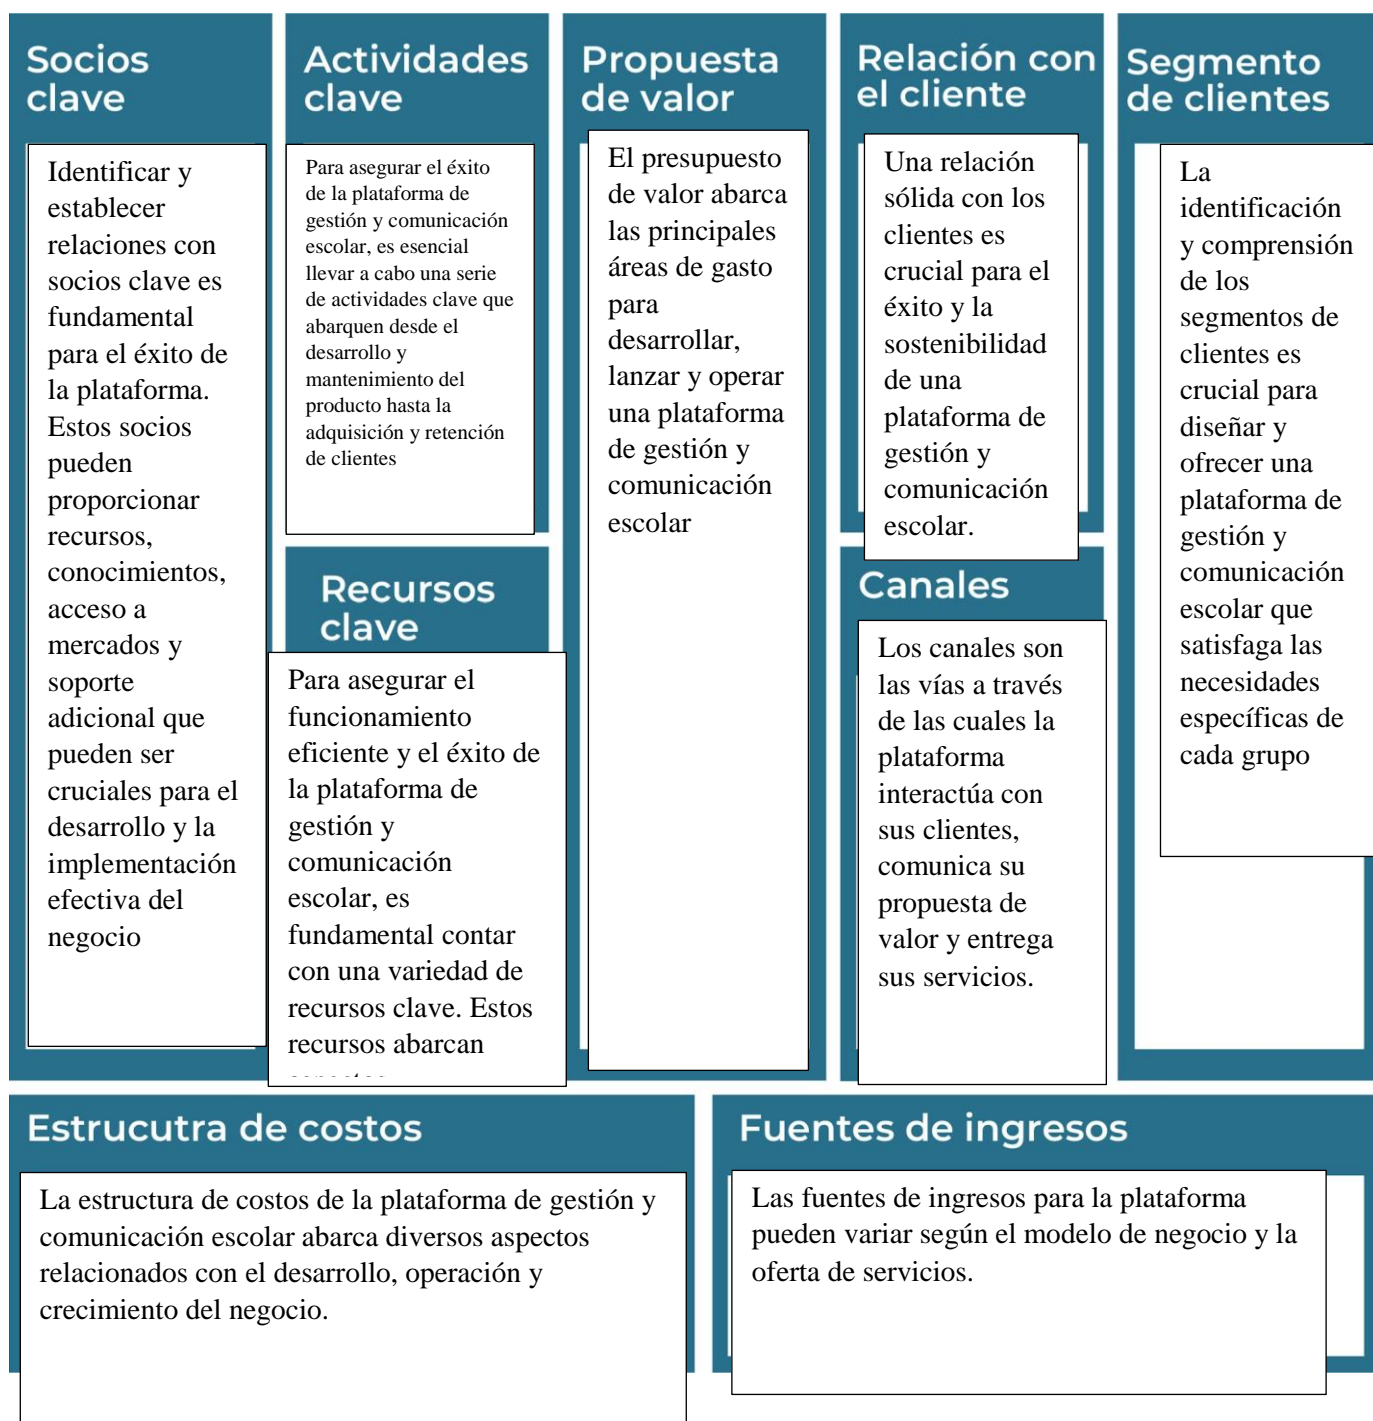 Socios
clave
Identificar y
establecer
relaciones con
socios clave es
fundamental
para el éxito de
la plataforma.
Estos socios
pueden
proporcionar
recursos,
conocimientos,
acceso a
mercados y
soporte
adicional que
pueden ser
cruciales para el
desarrollo y la
implementación
efectiva del
negocio
Actividades
clave
Para asegurar el éxito
de la plataforma de
gestión y comunicación
escolar, es esencial
llevar a cabo una serie
de actividades clave que
abarquen desde el
desarrollo y
mantenimiento del
producto hasta la
adquisición y retención
de clientes
Recursos
clave
Para asegurar el
funcionamiento
eficiente y el éxito de
la plataforma de
gestión y
comunicación
escolar, es
fundamental contar
con una variedad de
recursos clave. Estos
recursos abarcan
Propuesta
de valor
El presupuesto
de valor abarca
las principales
áreas de gasto
para
desarrollar,
lanzar y operar
una plataforma
de gestión y
comunicación
escolar
Relación con
el cliente
Una relación
sólida con los
clientes es
crucial para el
éxito y la
sostenibilidad
de una
plataforma de
gestión y
comunicación
escolar.
Canales
Los canales son
las vías a través
de las cuales la
plataforma
interactúa con
sus clientes,
comunica su
propuesta de
valor y entrega
sus servicios.
Segmento
de clientes
La
identificación
y comprensión
de los
segmentos de
clientes es
crucial para
diseñar y
ofrecer una
plataforma de
gestión y
comunicación
escolar que
satisfaga las
necesidades
específicas de
cada grupo
Estrucutra de costos
La estructura de costos de la plataforma de gestión y
comunicación escolar abarca diversos aspectos
relacionados con el desarrollo, operación y
crecimiento del negocio.
Fuentes de ingresos
Las fuentes de ingresos para la plataforma
pueden variar según el modelo de negocio y la
oferta de servicios.